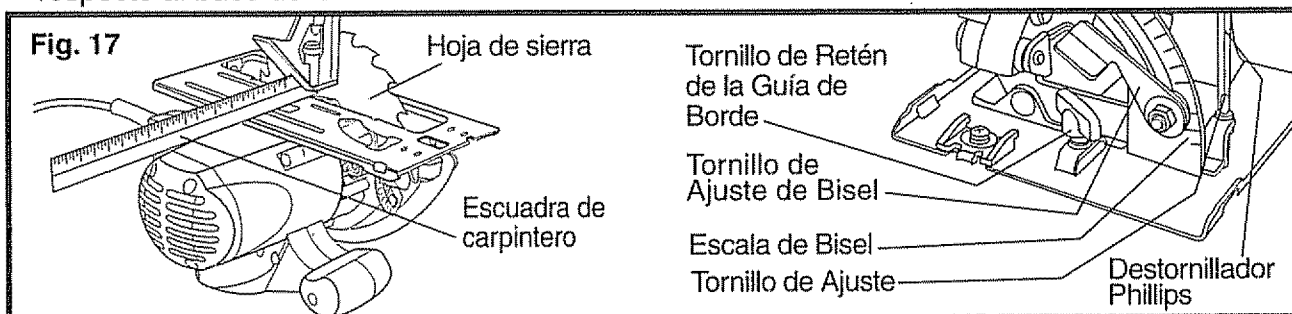 Fig. 17
Hoja de sierra
Escuadra de
carpintero
Tornillo de Retén
de la Guía de
Borde
Tornillo de
Ajuste de Bisel
Escala de Bisel
Tornillo de Ajuste
Destornillador
Phillips